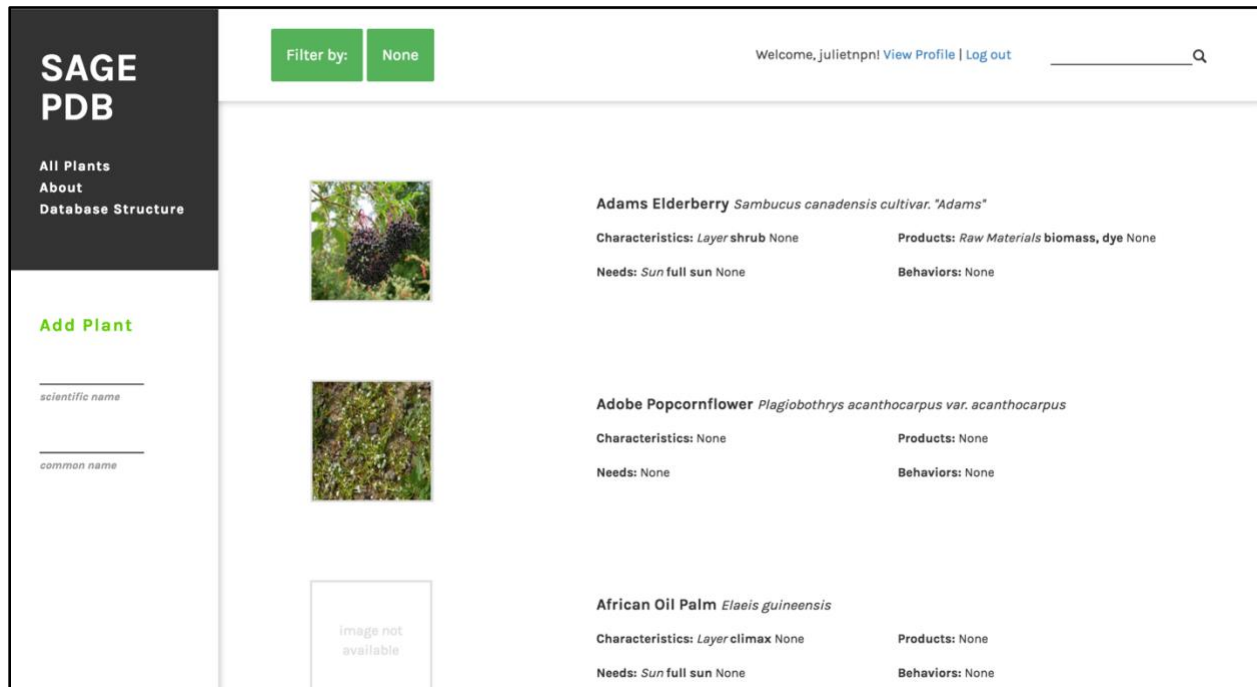 SAGE
PDB
All Plants
About
Database Structure
Add Plant
scientific name
common name
Filter by: None
Welcome, julietnpn! View Profile | Log out
Adams Elderberry Sambucus canadensis cultivar. "Adams"
Characteristics: Layer shrub None
Products: Raw Materials biomass, dye None
Needs: Sun full sun None
Behaviors: None
Adobe Popcornflower Plagiobothrys acanthocarpus var. acanthocarpus
Characteristics: None
Products: None
Needs: None
Behaviors: None
image not
available
African Oil Palm Elaeis guineensis
Characteristics: Layer climax None
Products: None
Needs: Sun full sun None
Behaviors: None